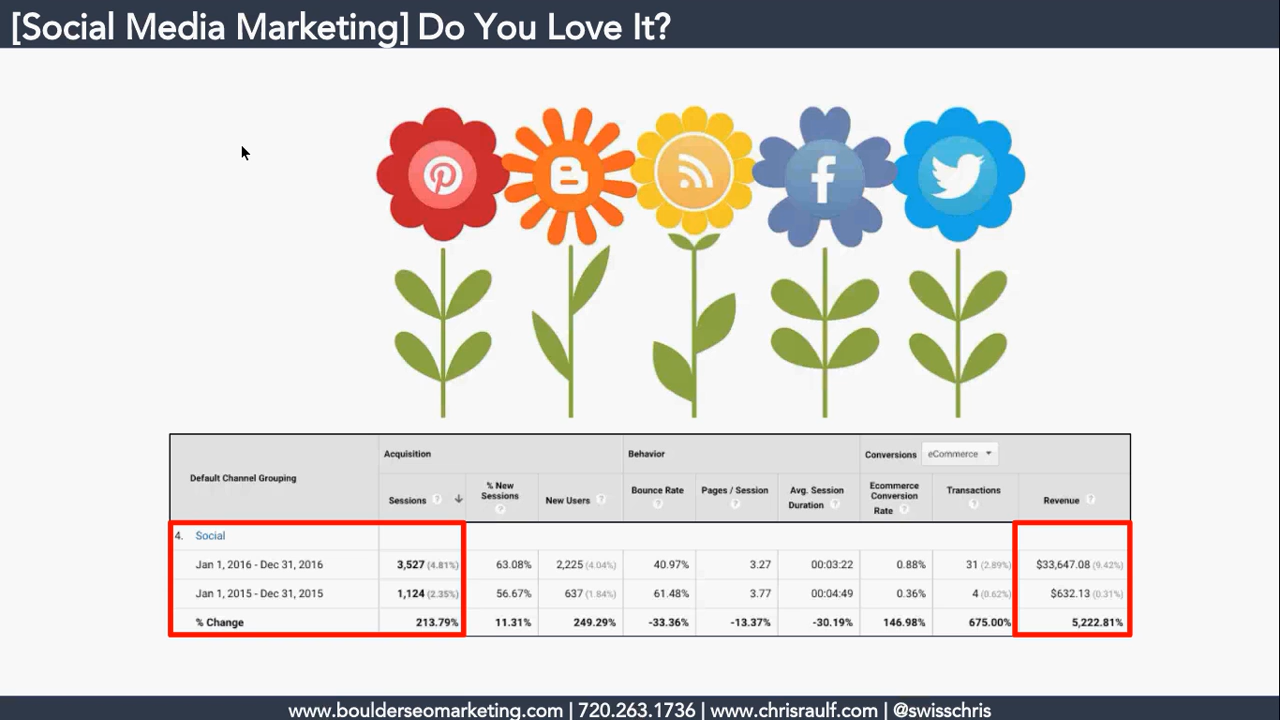 [Social Media Marketing] Do You Love It?
Default Channel Grouping
Acquisition
Behavior
Conversions eCommerce
Sessions
% New Sessions
New Users
Bounce Rate
Pages / Session
Avg. Session Duration
Ecommerce Conversion Rate
Transactions
Revenue
4. Social
Jan 1, 2016 - Dec 31, 2016 3,527 (4.81%) 63.08% 2,225 (4.04%) 40.97% 3.27 00:03:22 0.88% 31 (2.89%) $33,647.08 (9.42%)
Jan 1, 2015 - Dec 31, 2015 1,124 (2.35%) 56.67% 637 (1.84%) 61.48% 3.77 00:04:49 0.36% 4 (0.62%) $632.13 (0.31%)
% Change 213.79% 11.31% 249.29% -33.36% -13.37% -30.19% 146.98% 675.00% 5,222.81%
www.boulderseomarketing.com | 720.263.1736 | www.chrisraulf.com | @swisschris